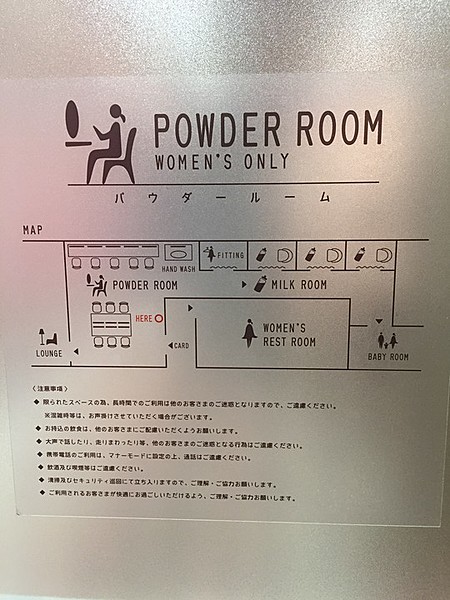 POWDER ROOM
WOMEN'S ONLY
パウダールーム
MAP
HAND WASH
FITTING
POWDER ROOM
MILK ROOM
HERE
WOMEN'S
REST ROOM
LOUNGE
CARD
BABY ROOM
〈注意事項〉
◆ 限られたスペースの為、長時間でのご利用は他のお客さまのご迷惑となりますので、ご遠慮ください。
※混雑時等は、お声掛けさせていただく場合がございます。
◆ お持込の飲食は、他のお客さまにご配慮いただくようお願いします。
◆ 大声で話したり、走りまわったり等、他のお客さまのご迷惑となる行為はご遠慮ください。
◆ 携帯電話のご利用は、マナーモードに設定の上、通話はご遠慮ください。
◆ 飲酒及び喫煙等はご遠慮ください。
◆ 清掃及びセキュリティ巡回にて立ち入りますので、ご理解・ご協力お願いします。
◆ ご利用されるお客さまが快適にお過ごしいただけるよう、ご理解・ご協力お願いします。